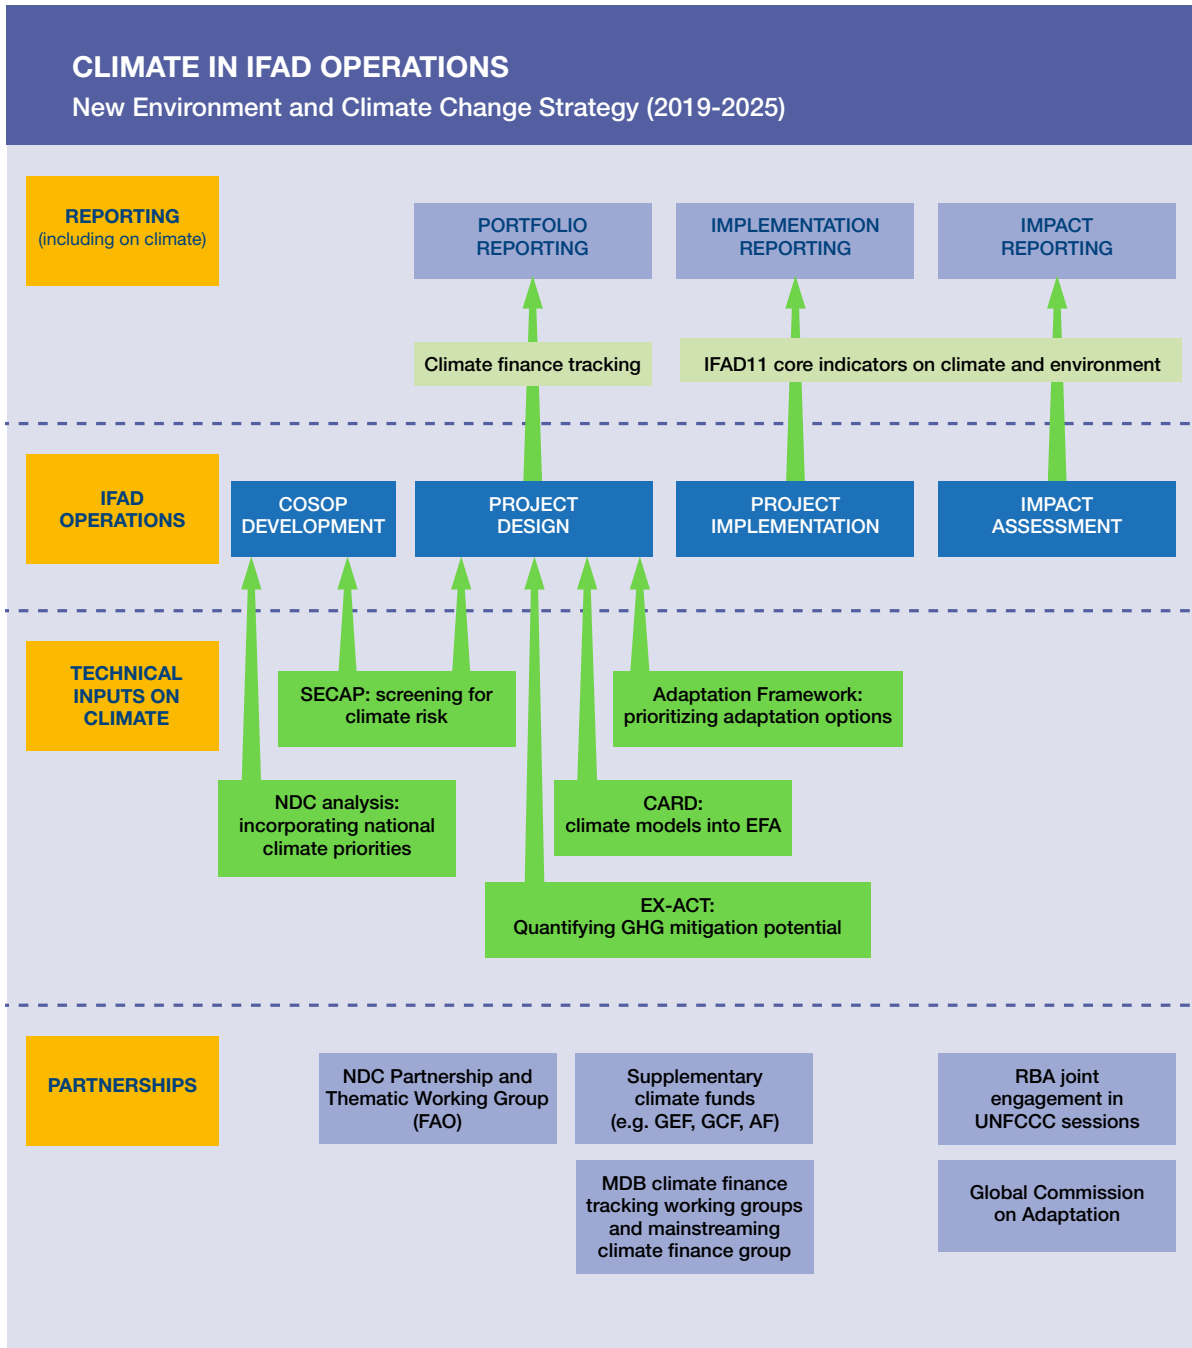 CLIMATE IN IFAD OPERATIONS
New Environment and Climate Change Strategy (2019-2025)
REPORTING
(including on climate)
PORTFOLIO
REPORTING
IMPLEMENTATION
REPORTING
IMPACT
REPORTING
Climate finance tracking
IFAD11 core indicators on climate and environment
IFAD
OPERATIONS
COSOP
DEVELOPMENT
PROJECT
DESIGN
PROJECT
IMPLEMENTATION
IMPACT
ASSESSMENT
TECHNICAL
INPUTS ON
CLIMATE
SECAP: screening for
climate risk
Adaptation Framework:
prioritizing adaptation options
NDC analysis:
incorporating national
climate priorities
CARD:
climate models into EFA
EX-ACT:
Quantifying GHG mitigation potential
PARTNERSHIPS
NDC Partnership and
Thematic Working Group
(FAO)
Supplementary
climate funds
(e.g. GEF, GCF, AF)
RBA joint
engagement in
UNFCCC sessions
MDB climate finance
tracking working groups
and mainstreaming
climate finance group
Global Commission
on Adaptation